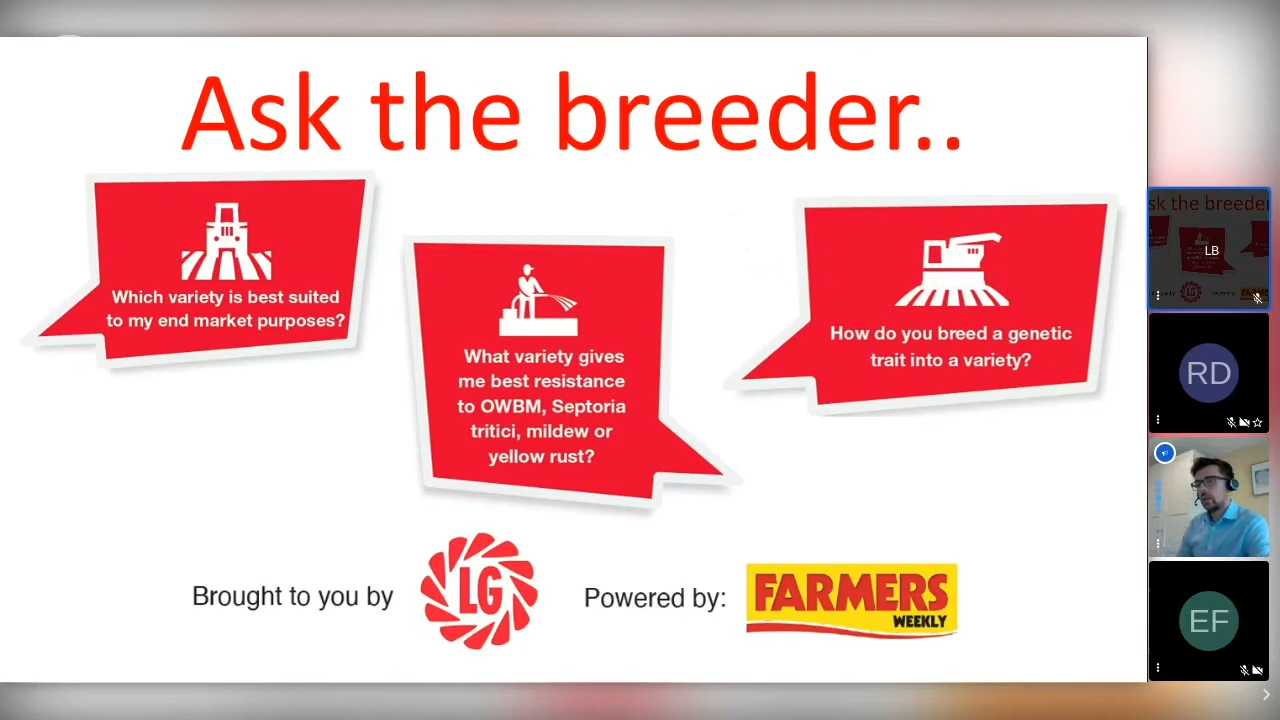 Ask the breeder..
Which variety is best suited
to my end market purposes?
What variety gives
me best resistance
to OWBM, Septoria
tritici, mildew or
yellow rust?
How do you breed a genetic
trait into a variety?
Brought to you by
LG
Powered by:
FARMERS
WEEKLY
sk the breeder
LB
LG
FARM
RD
EF